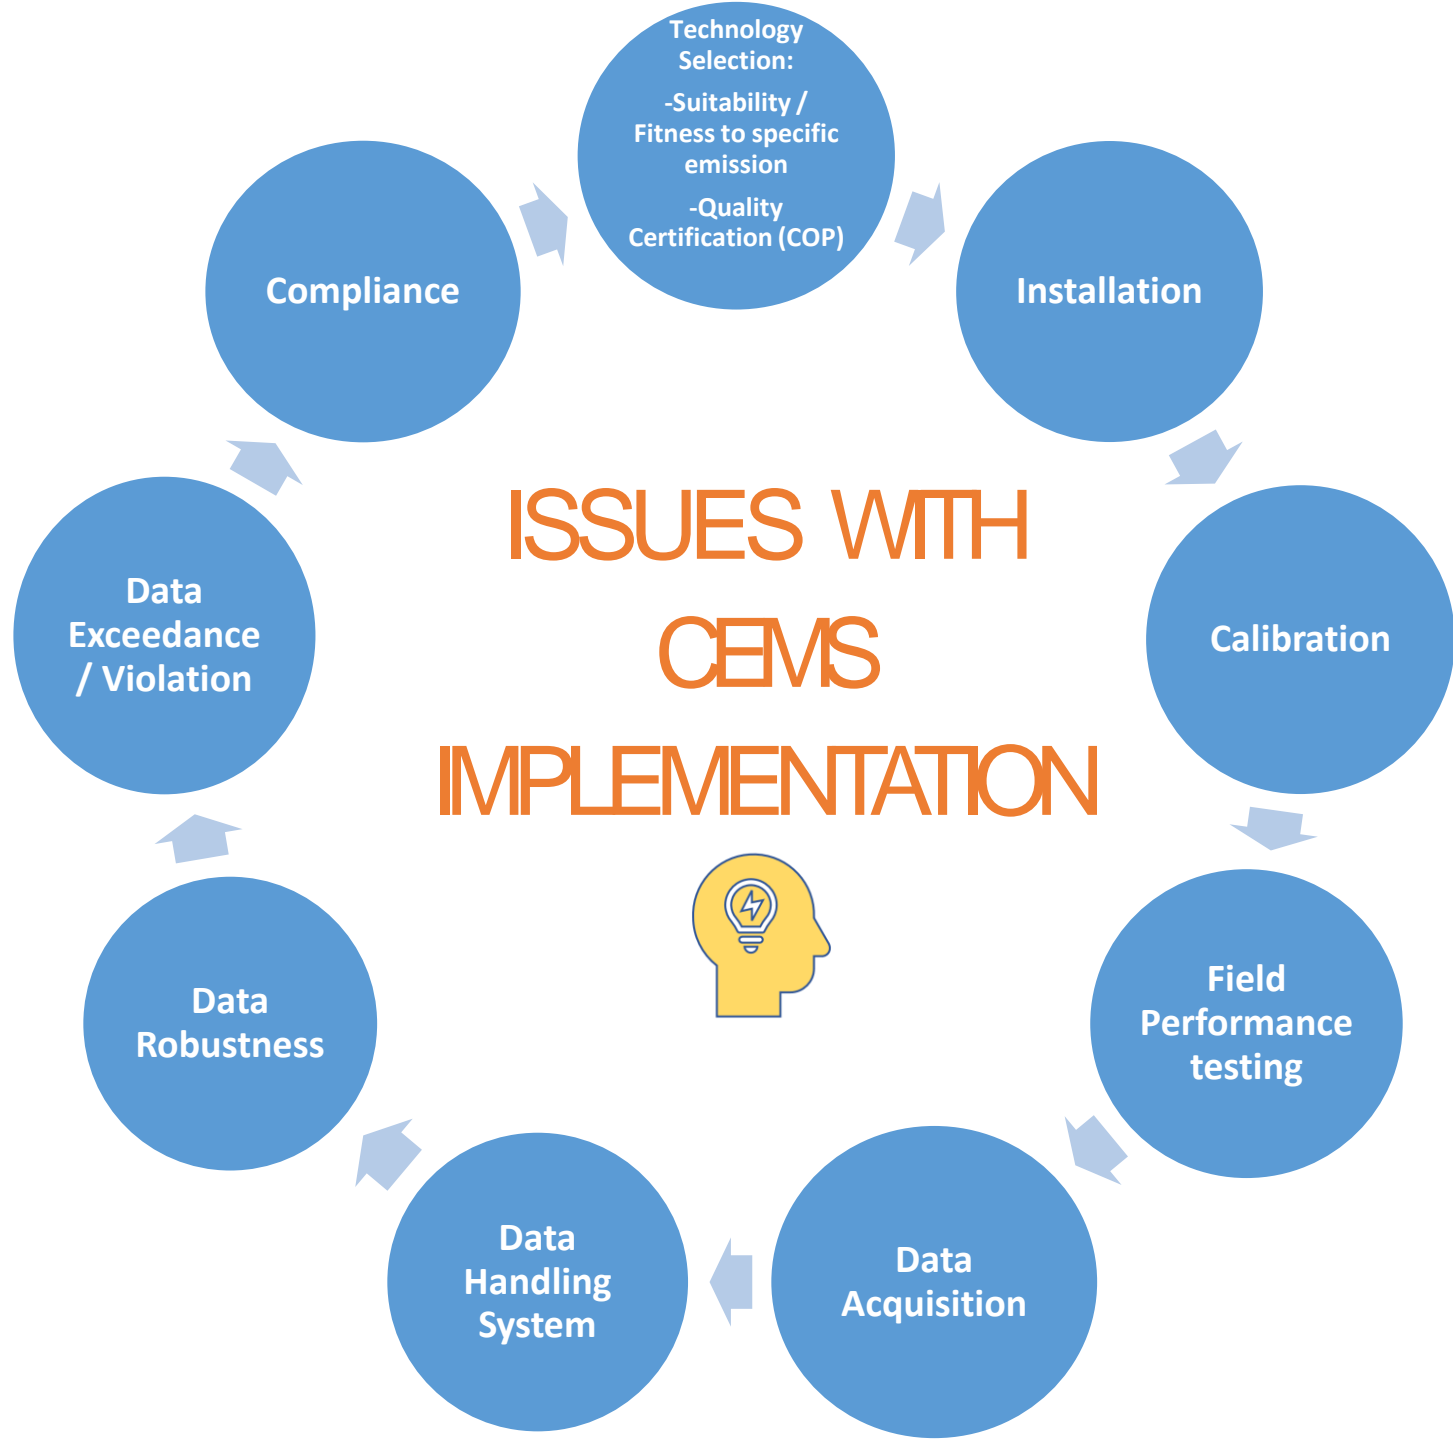 Technology
Selection:
-Suitability /
Fitness to specific
emission
-Quality
Certification (COP)
Installation
Calibration
Field
Performance
testing
Data
Acquisition
Data
Handling
System
Data
Robustness
Data
Exceedance
/ Violation
Compliance
ISSUES WITH
CEMS
IMPLEMENTATION